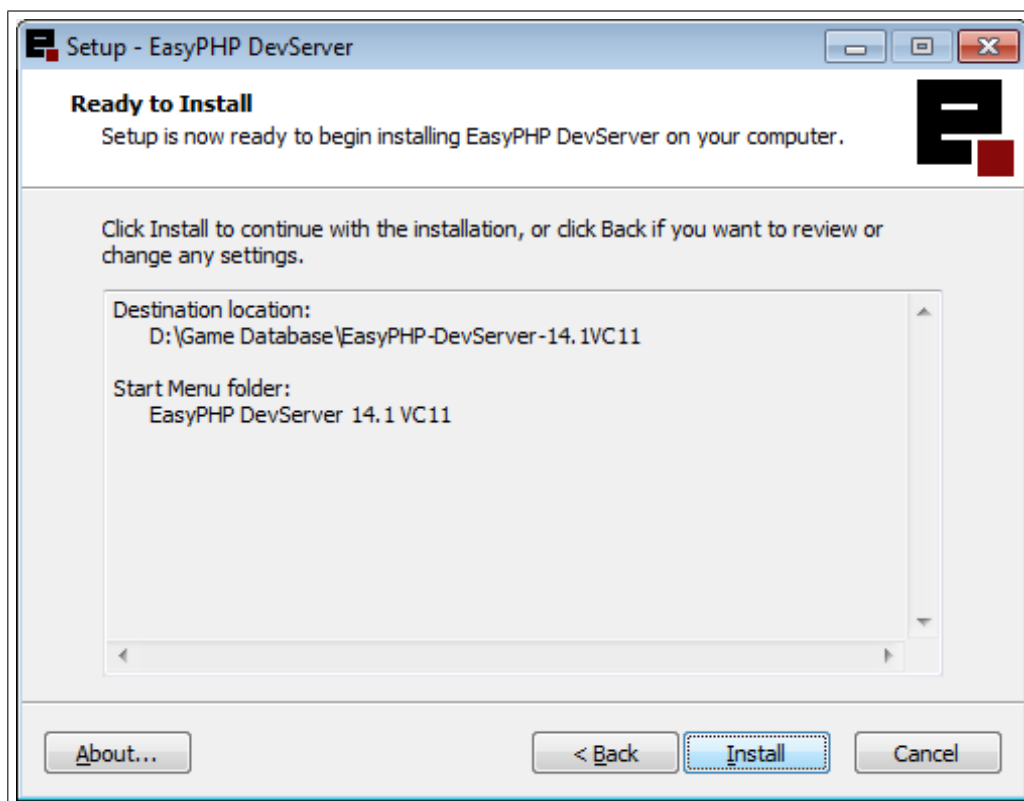 Setup - EasyPHP DevServer
Ready to Install
Setup is now ready to begin installing EasyPHP DevServer on your computer.
Click Install to continue with the installation, or click Back if you want to review or
change any settings.
Destination location:
D:\Game Database\EasyPHP-DevServer-14.1VC11
Start Menu folder:
EasyPHP DevServer 14.1 VC11
About...
< Back
Install
Cancel